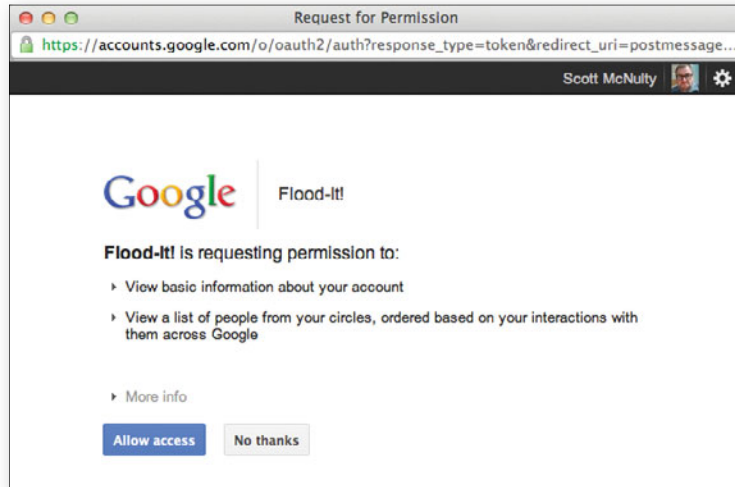 Request for Permission
https://accounts.google.com/o/oauth2/auth?response_type=token&redirect_uri=postmessage...
Scott McNulty
Google
Flood-It!
Flood-It! is requesting permission to:
View basic information about your account
View a list of people from your circles, ordered based on your interactions with
them across Google
More info
Allow access
No thanks